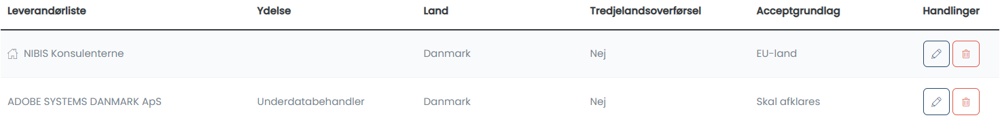 Leverandørliste Ydelse Land Tredjelandsoverførsel Acceptgrundlag Handlinger
NIBIS Konsulenterne Danmark Nej EU-land
ADOBE SYSTEMS DANMARK ApS Underdatabehandler Danmark Nej Skal afklares